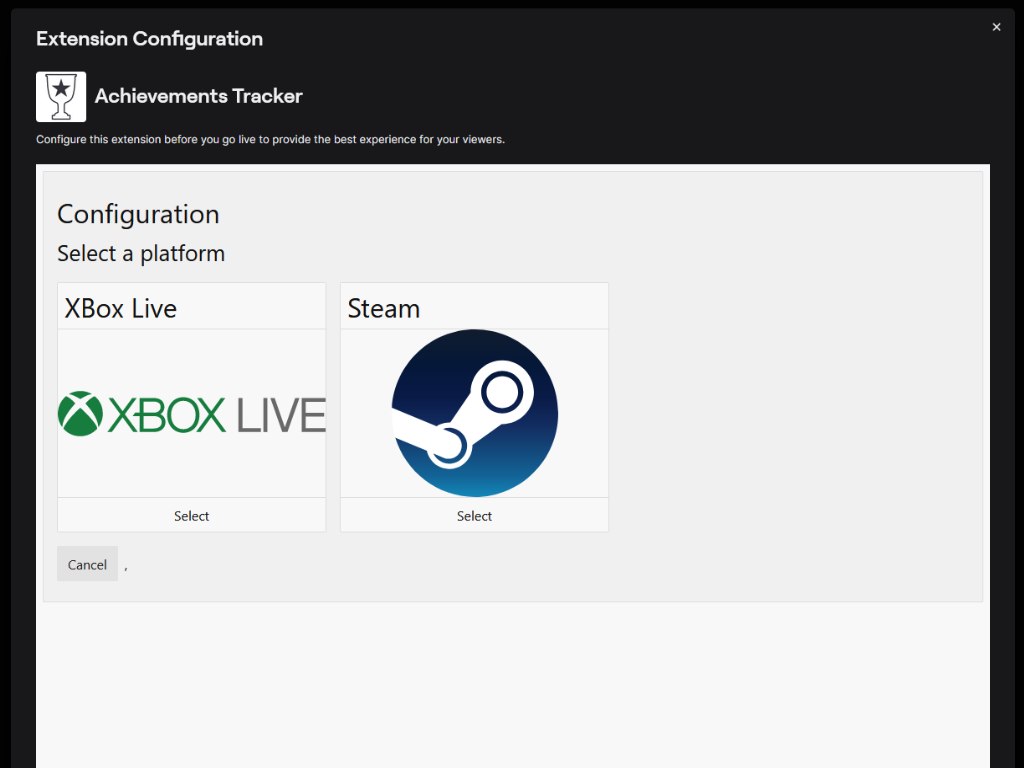 Extension Configuration
×
Achievements Tracker
Configure this extension before you go live to provide the best experience for your viewers.
Configuration
Select a platform
XBox Live
Steam
XBOX LIVE
Select
Select
Cancel ,